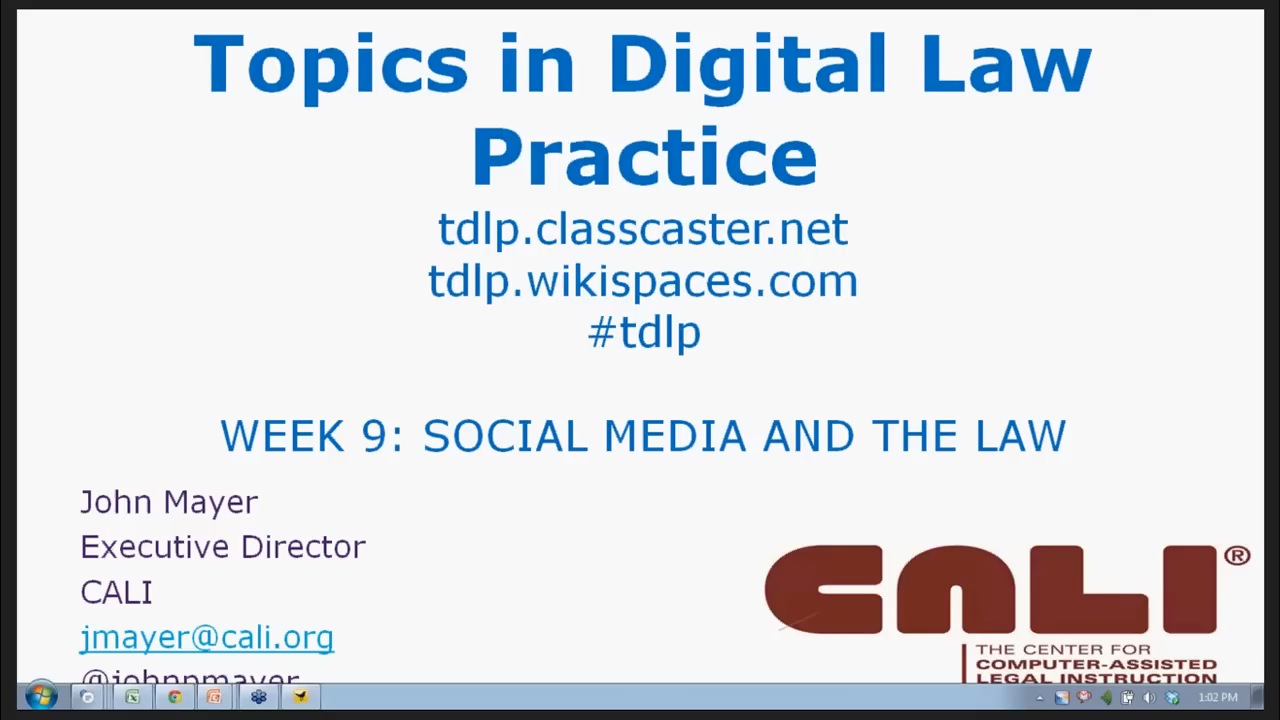 Topics in Digital Law
Practice
tdlp.classcaster.net
tdlp.wikispaces.com
#tdlp
WEEK 9: SOCIAL MEDIA AND THE LAW
John Mayer
Executive Director
CALI
jmayer@cali.org
@johnpmayer
CALI®
THE CENTER FOR
COMPUTER-ASSISTED
LEGAL INSTRUCTION
1:02 PM